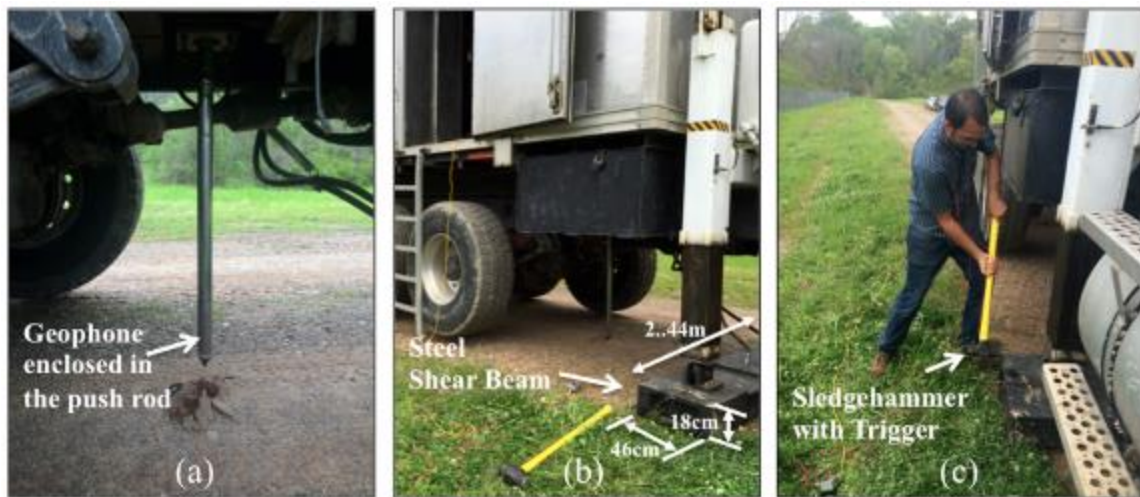 Geophone
enclosed in
the push rod
(a)
2..44m
Steel
Shear Beam
18cm
46cm
(b)
Sledgehammer
with Trigger
(c)